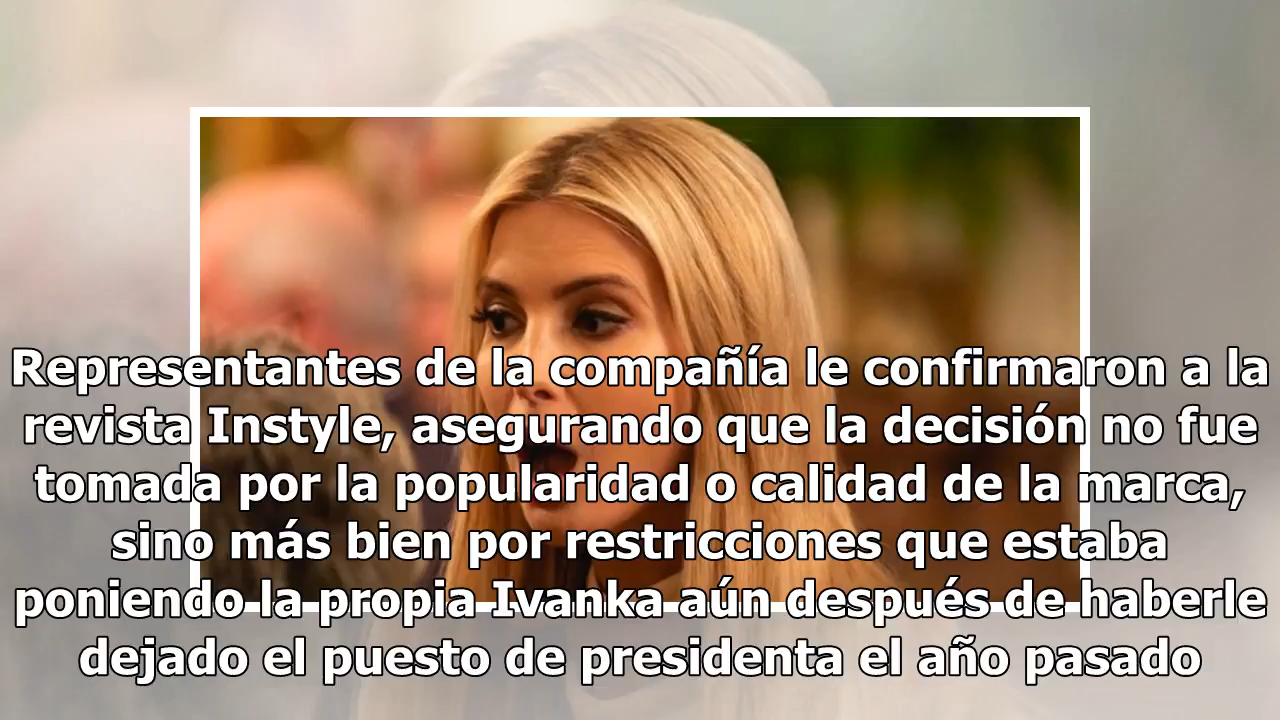 Representantes de la compañía le confirmaron a la
revista Instyle, asegurando que la decisión no fue
tomada por la popularidad o calidad de la marca,
sino más bien por restricciones que estaba
poniendo la propia Ivanka aún después de haberle
dejado el puesto de presidenta el año pasado